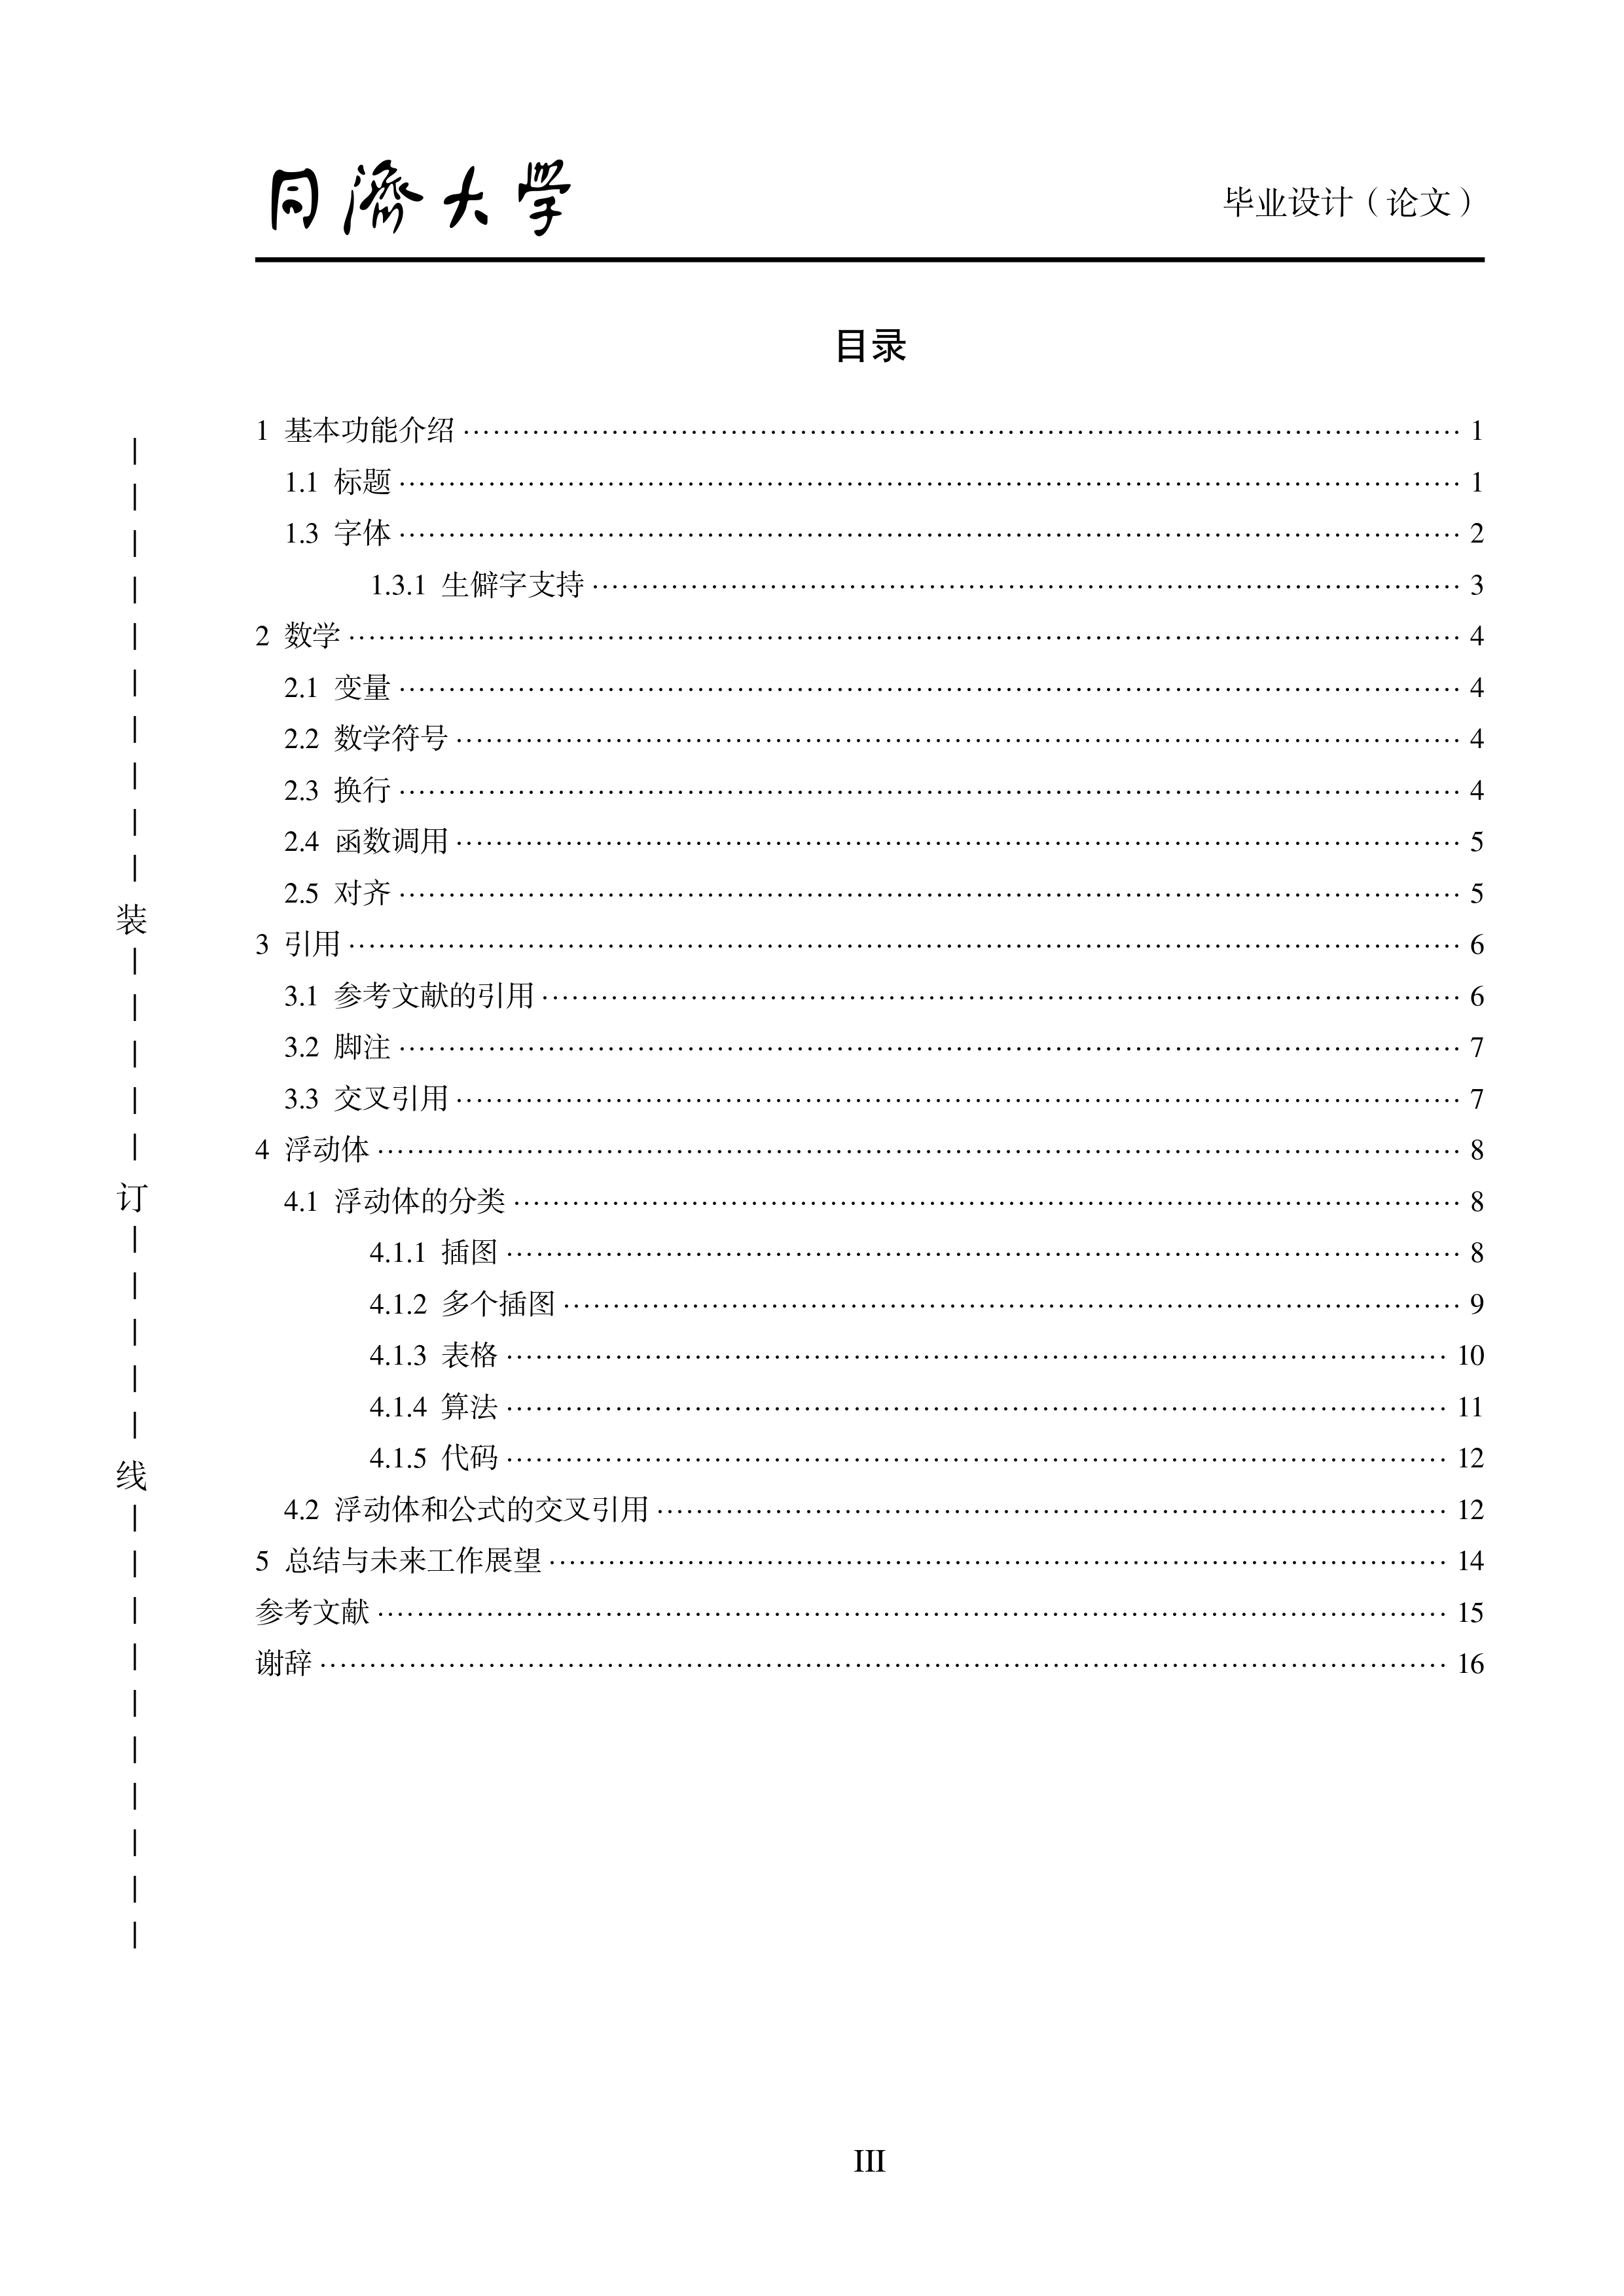 同濟大学
毕业设计（论文）
目录
1 基本功能介绍 1
1.1 标题 1
1.3 字体 2
1.3.1 生僻字支持 3
2 数学 4
2.1 变量 4
2.2 数学符号 4
2.3 换行 4
2.4 函数调用 5
2.5 对齐 5
3 引用 6
3.1 参考文献的引用 6
3.2 脚注 7
3.3 交叉引用 7
4 浮动体 8
4.1 浮动体的分类 8
4.1.1 插图 8
4.1.2 多个插图 9
4.1.3 表格 10
4.1.4 算法 11
4.1.5 代码 12
4.2 浮动体和公式的交叉引用 12
5 总结与未来工作展望 14
参考文献 15
谢辞 16
装
订
线
III